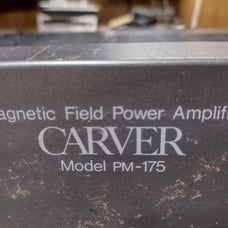 agnetic Field Power Amplifi
CARVER
Model PM-175